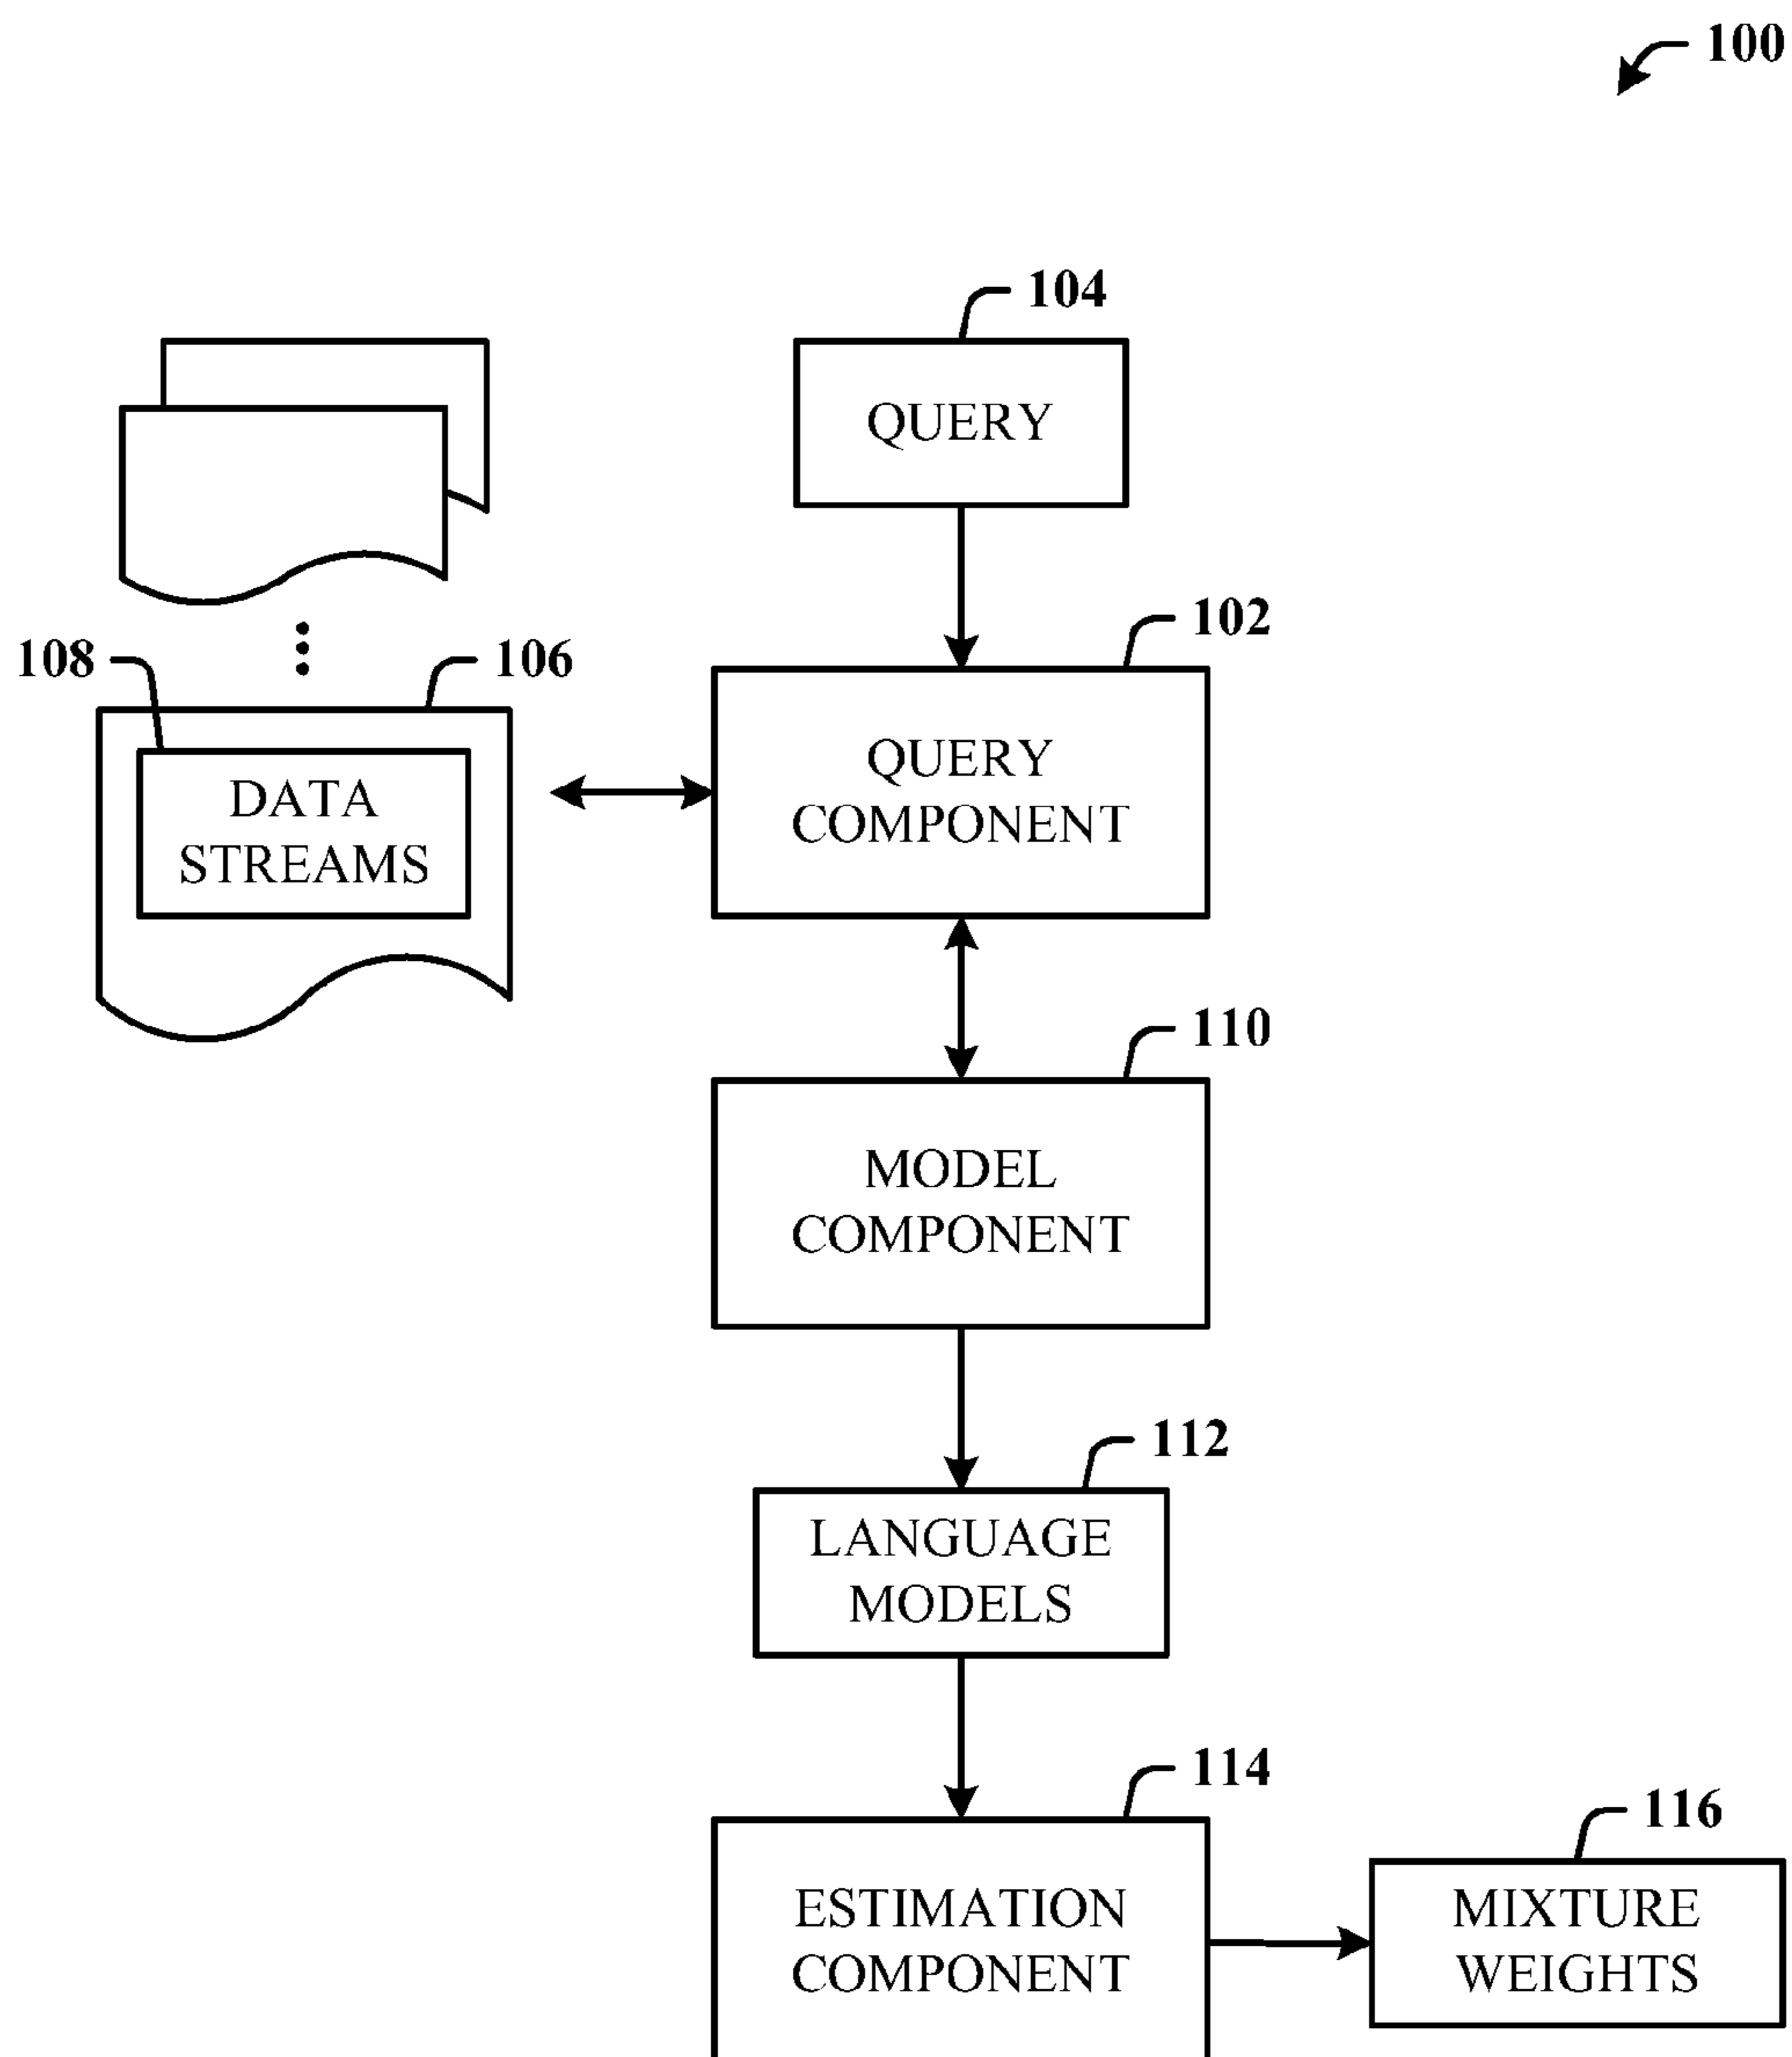 100
104
QUERY
102
108
106
QUERY
COMPONENT
DATA
STREAMS
110
MODEL
COMPONENT
112
LANGUAGE
MODELS
114
116
ESTIMATION
COMPONENT
MIXTURE
WEIGHTS